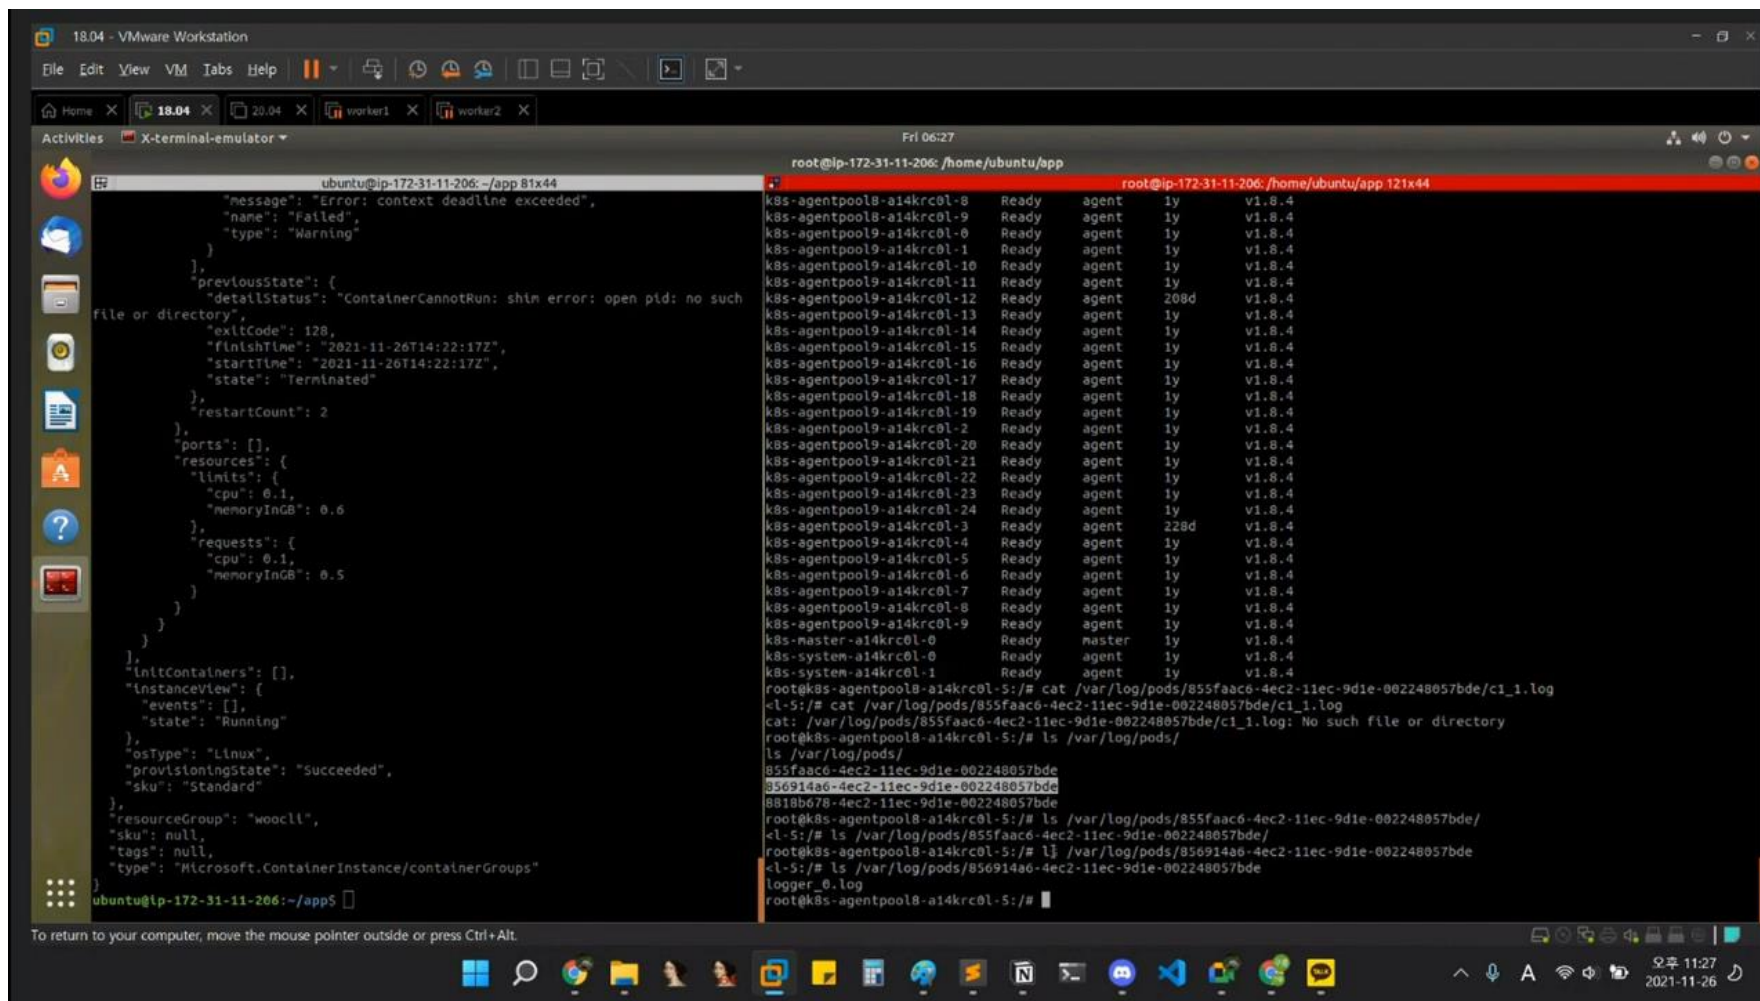 18.04 - VMware Workstation
File Edit View VM Tabs Help
Home 18.04 20.04 worker1 worker2
Activities X-terminal-emulator Fri 06:27
root@ip-172-31-11-206: /home/ubuntu/app
ubuntu@ip-172-31-11-206: ~/app 81x44
"message": "Error: context deadline exceeded",
"name": "Failed",
"type": "Warning"
}
],
"previousState": {
"detailStatus": "ContainerCannotRun: shim error: open pid: no such
file or directory",
"exitCode": 128,
"finishTime": "2021-11-26T14:22:17Z",
"startTime": "2021-11-26T14:22:17Z",
"state": "Terminated"
},
"restartCount": 2
},
"ports": [],
"resources": {
"limits": {
"cpu": 0.1,
"memoryInGB": 0.6
},
"requests": {
"cpu": 0.1,
"memoryInGB": 0.5
}
}
}
],
"initContainers": [],
"instanceView": {
"events": [],
"state": "Running"
},
"osType": "Linux",
"provisioningState": "Succeeded",
"sku": "Standard"
},
"resourceGroup": "woocli",
"sku": null,
"tags": null,
"type": "Microsoft.ContainerInstance/containerGroups"
}
ubuntu@ip-172-31-11-206:~/app$
root@ip-172-31-11-206: /home/ubuntu/app 121x44
k8s-agentpool8-a14krc0l-8 Ready agent 1y v1.8.4
k8s-agentpool8-a14krc0l-9 Ready agent 1y v1.8.4
k8s-agentpool9-a14krc0l-0 Ready agent 1y v1.8.4
k8s-agentpool9-a14krc0l-1 Ready agent 1y v1.8.4
k8s-agentpool9-a14krc0l-10 Ready agent 1y v1.8.4
k8s-agentpool9-a14krc0l-11 Ready agent 1y v1.8.4
k8s-agentpool9-a14krc0l-12 Ready agent 208d v1.8.4
k8s-agentpool9-a14krc0l-13 Ready agent 1y v1.8.4
k8s-agentpool9-a14krc0l-14 Ready agent 1y v1.8.4
k8s-agentpool9-a14krc0l-15 Ready agent 1y v1.8.4
k8s-agentpool9-a14krc0l-16 Ready agent 1y v1.8.4
k8s-agentpool9-a14krc0l-17 Ready agent 1y v1.8.4
k8s-agentpool9-a14krc0l-18 Ready agent 1y v1.8.4
k8s-agentpool9-a14krc0l-19 Ready agent 1y v1.8.4
k8s-agentpool9-a14krc0l-2 Ready agent 1y v1.8.4
k8s-agentpool9-a14krc0l-20 Ready agent 1y v1.8.4
k8s-agentpool9-a14krc0l-21 Ready agent 1y v1.8.4
k8s-agentpool9-a14krc0l-22 Ready agent 1y v1.8.4
k8s-agentpool9-a14krc0l-23 Ready agent 1y v1.8.4
k8s-agentpool9-a14krc0l-24 Ready agent 1y v1.8.4
k8s-agentpool9-a14krc0l-3 Ready agent 228d v1.8.4
k8s-agentpool9-a14krc0l-4 Ready agent 1y v1.8.4
k8s-agentpool9-a14krc0l-5 Ready agent 1y v1.8.4
k8s-agentpool9-a14krc0l-6 Ready agent 1y v1.8.4
k8s-agentpool9-a14krc0l-7 Ready agent 1y v1.8.4
k8s-agentpool9-a14krc0l-8 Ready agent 1y v1.8.4
k8s-agentpool9-a14krc0l-9 Ready agent 1y v1.8.4
k8s-master-a14krc0l-0 Ready master 1y v1.8.4
k8s-system-a14krc0l-0 Ready agent 1y v1.8.4
k8s-system-a14krc0l-1 Ready agent 1y v1.8.4
root@k8s-agentpool8-a14krc0l-5:/# cat /var/log/pods/855faac6-4ec2-11ec-9d1e-002248057bde/c1_1.log
<l-5:/# cat /var/log/pods/855faac6-4ec2-11ec-9d1e-002248057bde/c1_1.log
cat: /var/log/pods/855faac6-4ec2-11ec-9d1e-002248057bde/c1_1.log: No such file or directory
root@k8s-agentpool8-a14krc0l-5:/# ls /var/log/pods/
ls /var/log/pods/
855faac6-4ec2-11ec-9d1e-002248057bde
856914a6-4ec2-11ec-9d1e-002248057bde
8818b678-4ec2-11ec-9d1e-002248057bde
root@k8s-agentpool8-a14krc0l-5:/# ls /var/log/pods/855faac6-4ec2-11ec-9d1e-002248057bde/
<l-5:/# ls /var/log/pods/855faac6-4ec2-11ec-9d1e-002248057bde/
root@k8s-agentpool8-a14krc0l-5:/# ls /var/log/pods/856914a6-4ec2-11ec-9d1e-002248057bde
<l-5:/# ls /var/log/pods/856914a6-4ec2-11ec-9d1e-002248057bde
logger_0.log
root@k8s-agentpool8-a14krc0l-5:/#
To return to your computer, move the mouse pointer outside or press Ctrl+Alt.
A 오후 11:27
2021-11-26